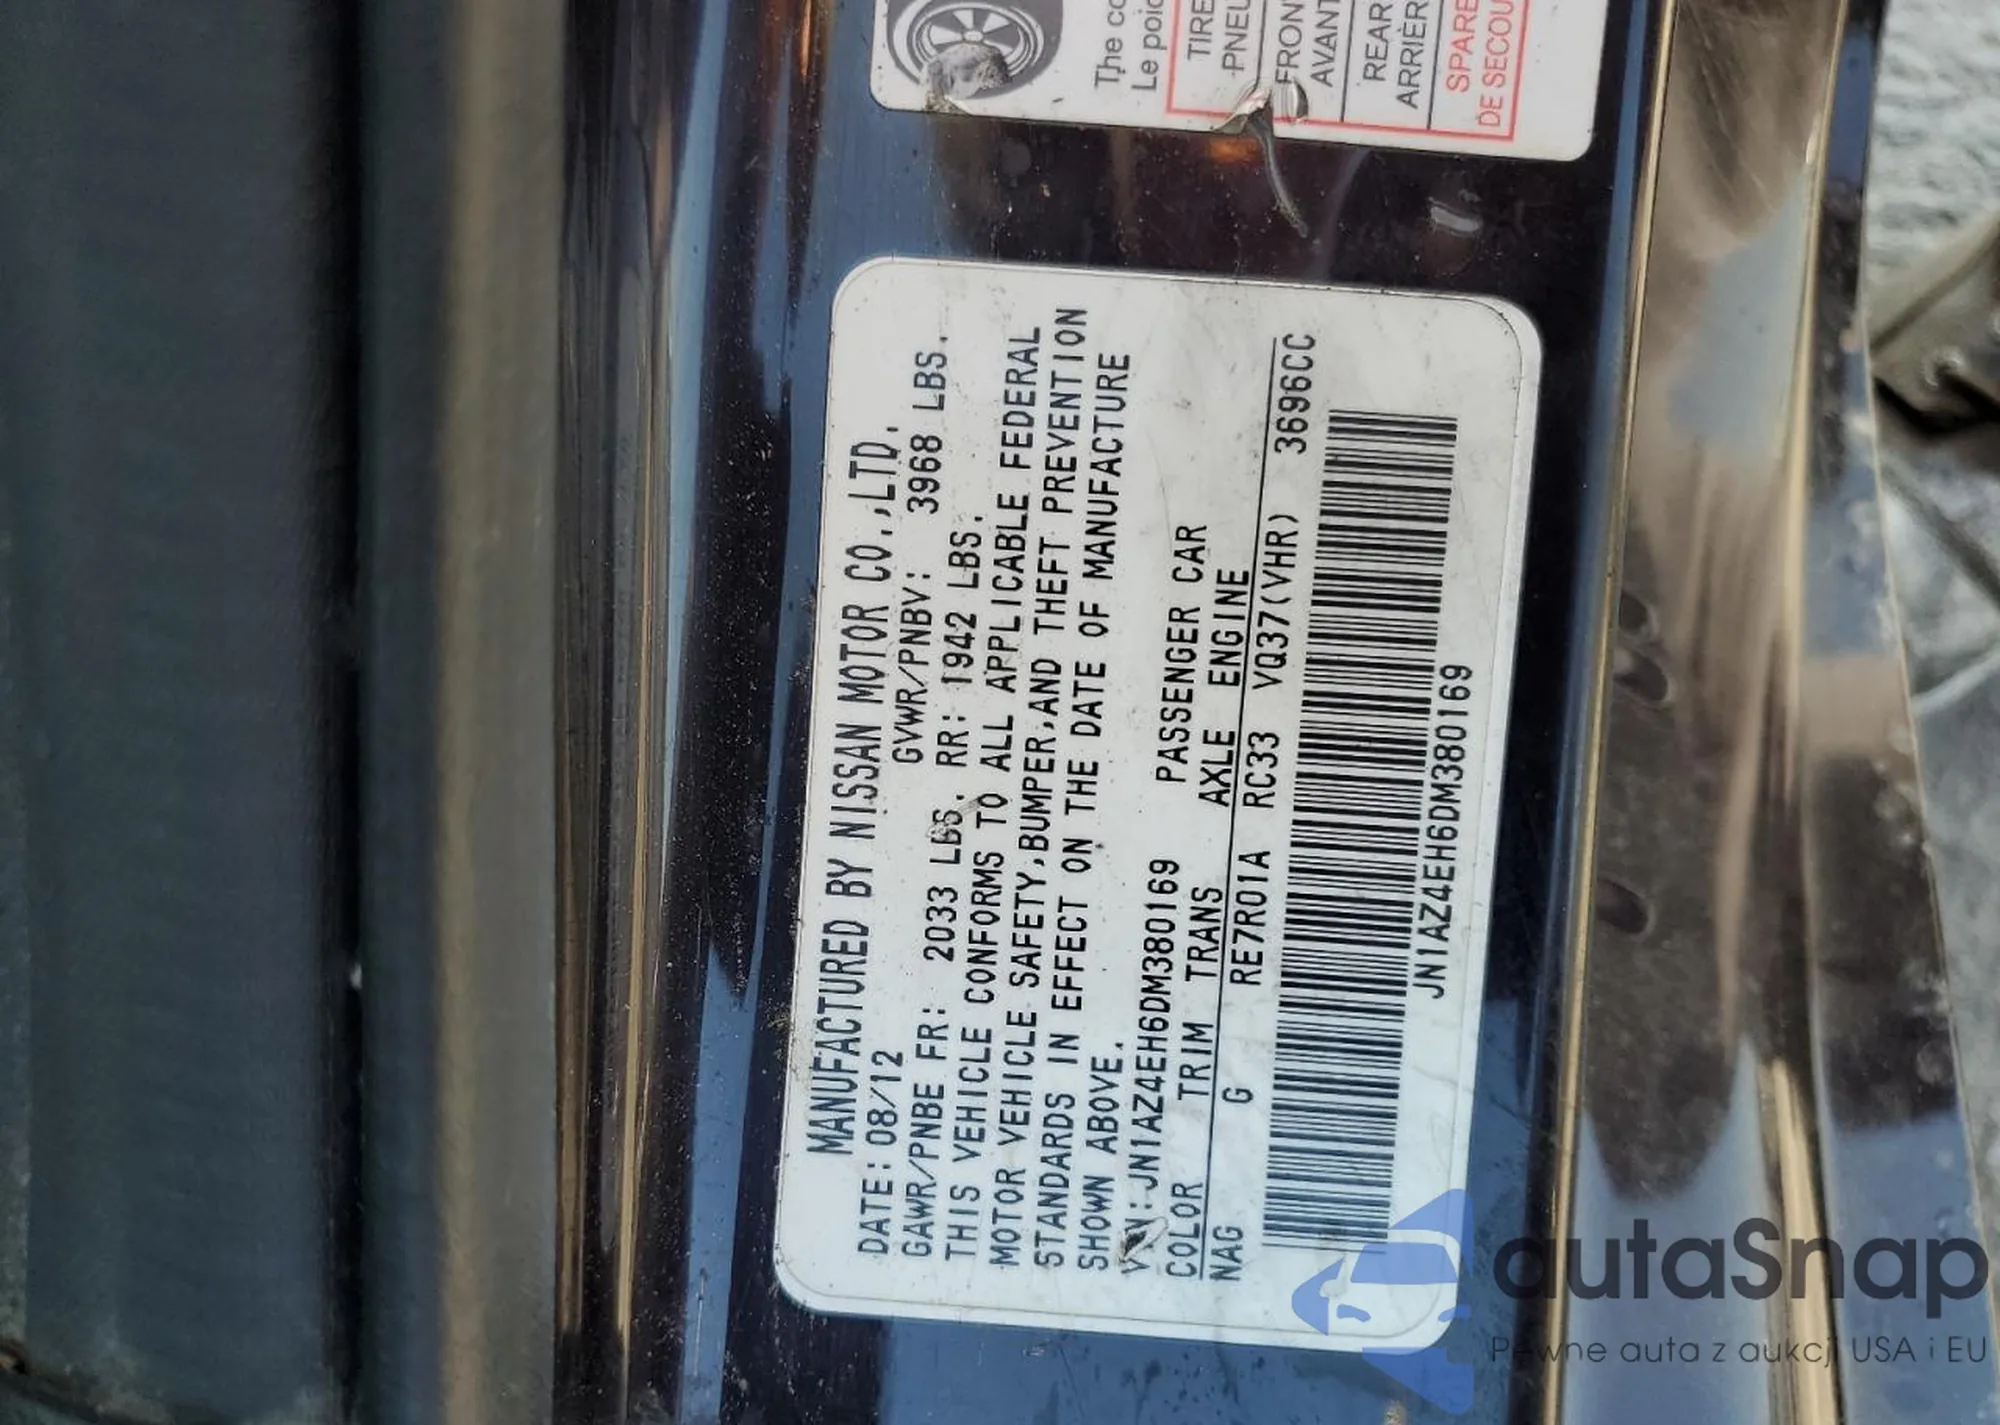 The co
Le poid
TIRE
PNEU
FRONT
AVANT
REAR
ARRIÈR
SPARE
DE SECOU
MANUFACTURED BY NISSAN MOTOR CO.,LTD.
DATE: 08/12 GVWR/PNBV: 3968 LBS.
GAWR/PNBE FR: 2033 LBS. RR: 1942 LBS.
THIS VEHICLE CONFORMS TO ALL APPLICABLE FEDERAL
MOTOR VEHICLE SAFETY,BUMPER,AND THEFT PREVENTION
STANDARDS IN EFFECT ON THE DATE OF MANUFACTURE
SHOWN ABOVE.
VIN:JN1AZ4EH6DM380169 PASSENGER CAR
COLOR TRIM TRANS AXLE ENGINE
NAG G RE7R01A RC33 VQ37(VHR) 3696CC
JN1AZ4EH6DM380169
autaSnap
Pewne auta z aukcji USA i EU